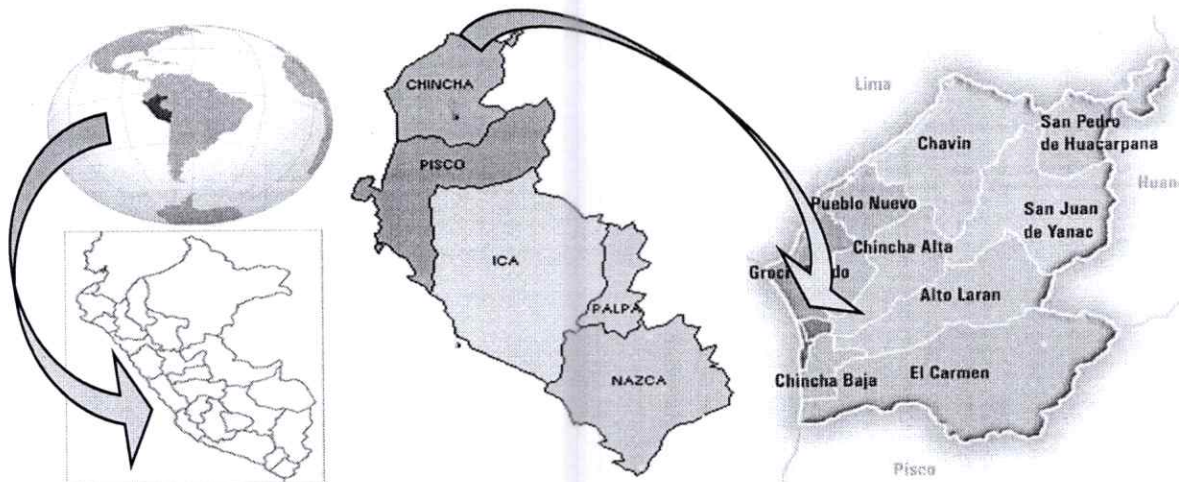 CHINCHA
PISCO
ICA
PALPA
NAZCA
Lima
Chavin
San Pedro
de Huacarpana
Pueblo Nuevo
San Juan
de Yanac
Chincha Alta
Alto Laran
Chincha Baja
El Carmen
Pisco